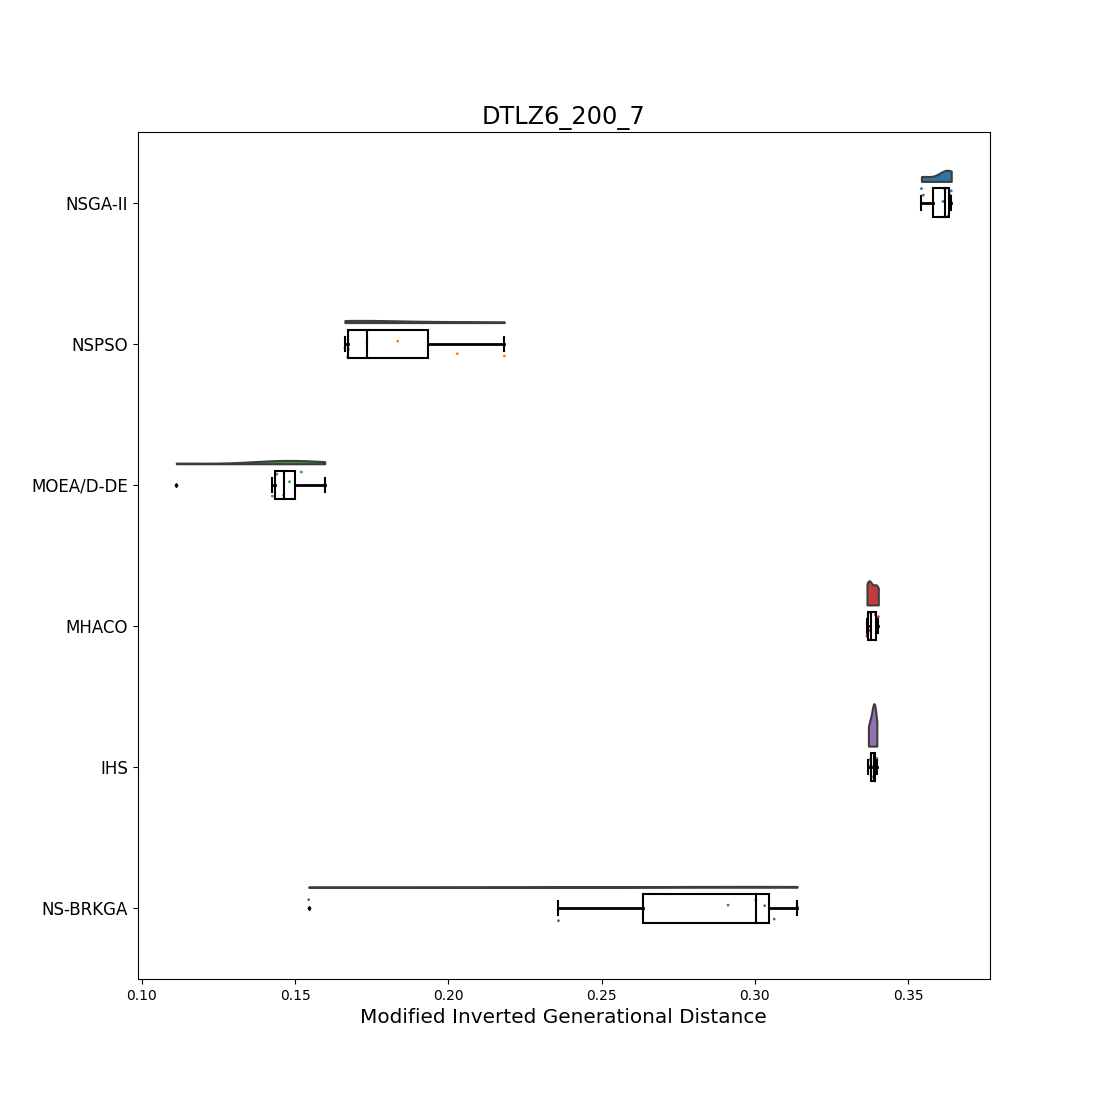 DTLZ6_200_7
NSGA-II
NSPSO
MOEA/D-DE
MHACO
IHS
NS-BRKGA
0.10 0.15 0.20 0.25 0.30 0.35
Modified Inverted Generational Distance